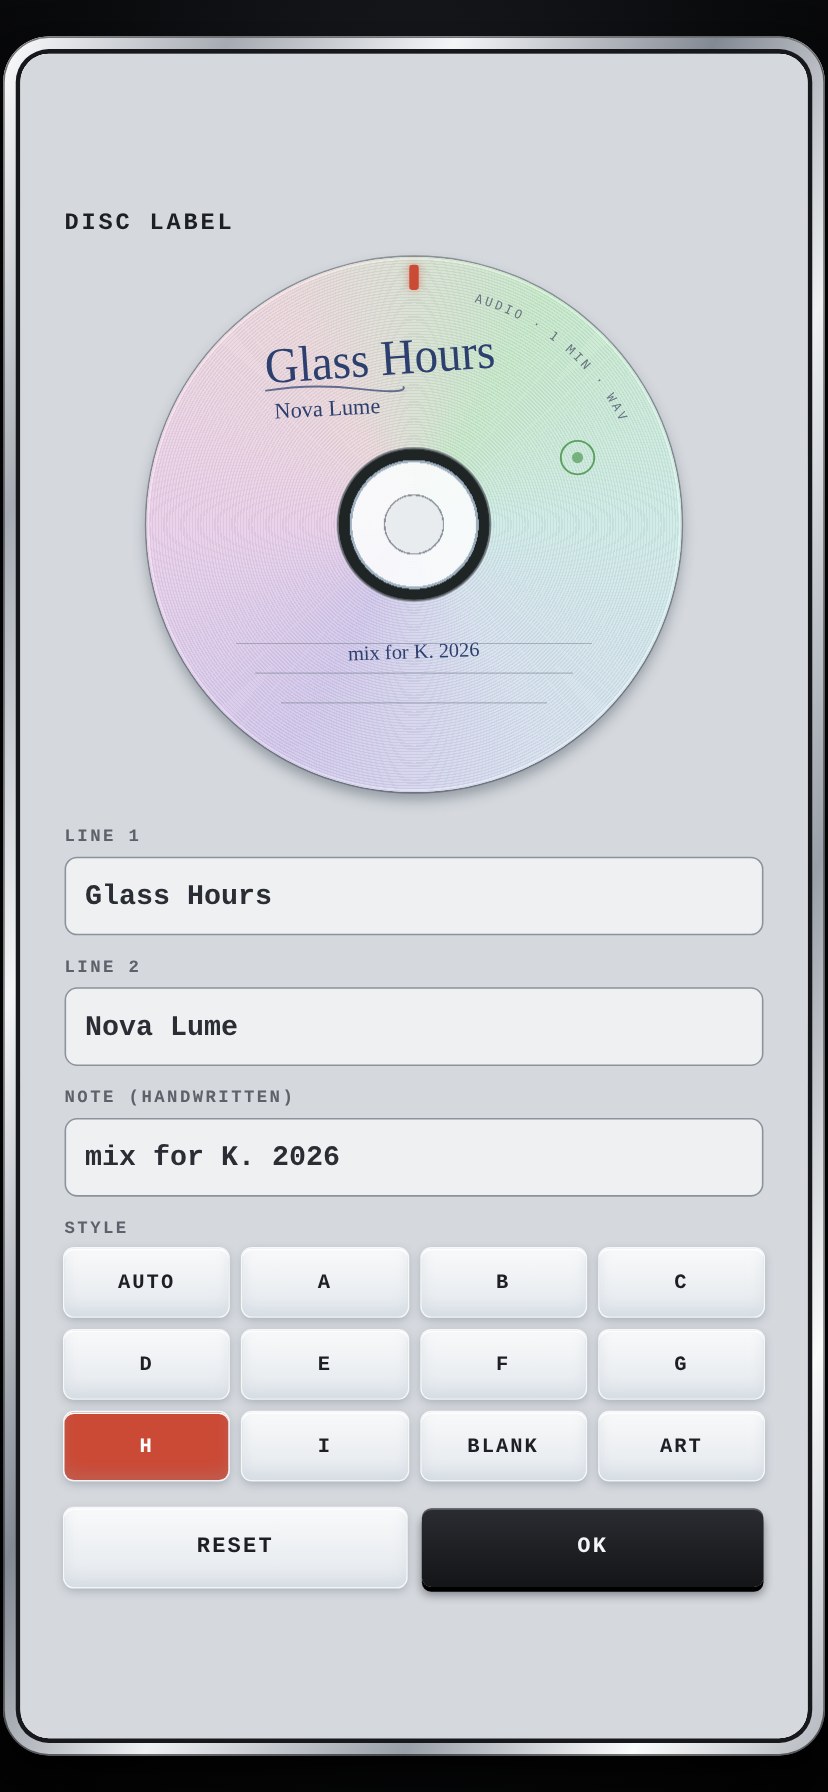 DISC LABEL
AUDIO · 1 MIN · WAV
Glass Hours
Nova Lume
mix for K. 2026
LINE 1
Glass Hours
LINE 2
Nova Lume
NOTE (HANDWRITTEN)
mix for K. 2026
STYLE
AUTO A B C
D E F G
H I BLANK ART
RESET OK